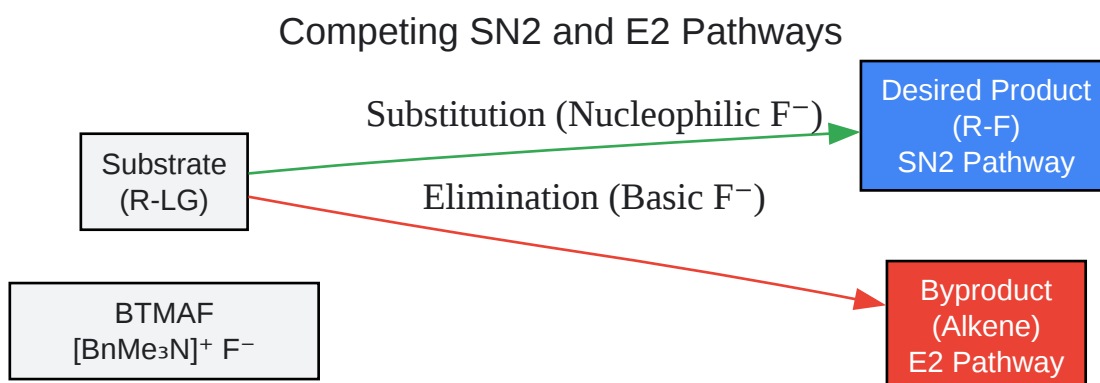 Competing SN2 and E2 Pathways
Substitution (Nucleophilic F⁻)
Desired Product
(R-F)
SN2 Pathway
Substrate
(R-LG)
Elimination (Basic F⁻)
BTMAF
[BnMe₃N]⁺ F⁻
Byproduct
(Alkene)
E2 Pathway